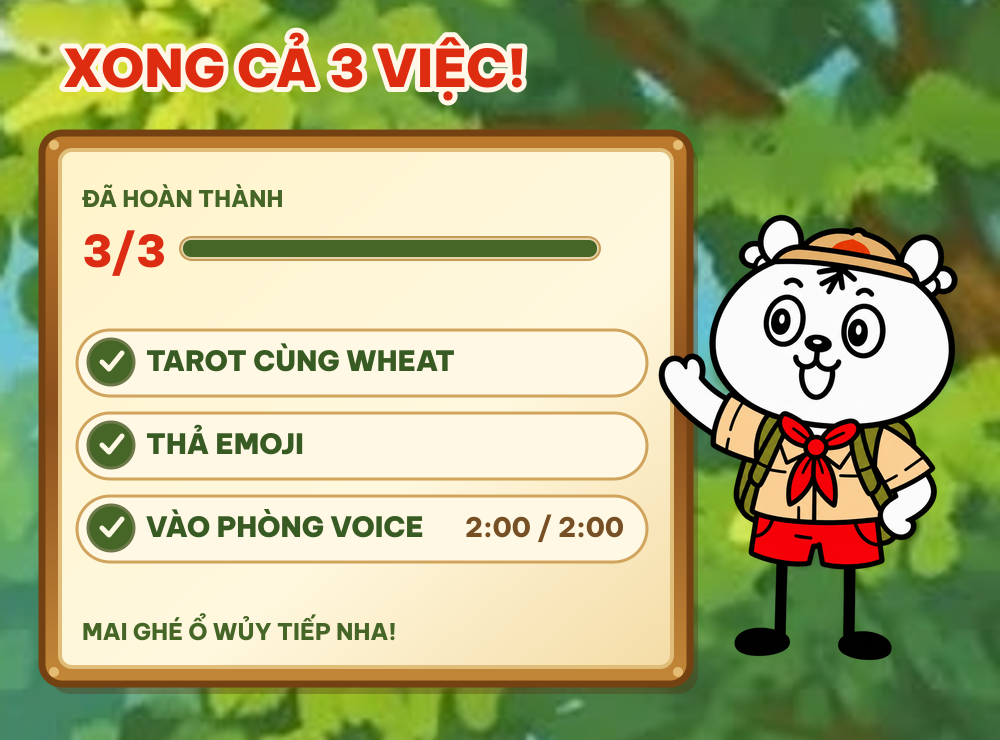 XONG CẢ 3 VIỆC!
ĐÃ HOÀN THÀNH
3/3
TAROT CÙNG WHEAT
THẢ EMOJI
VÀO PHÒNG VOICE 2:00 / 2:00
MAI GHÉ Ổ WỦY TIẾP NHA!